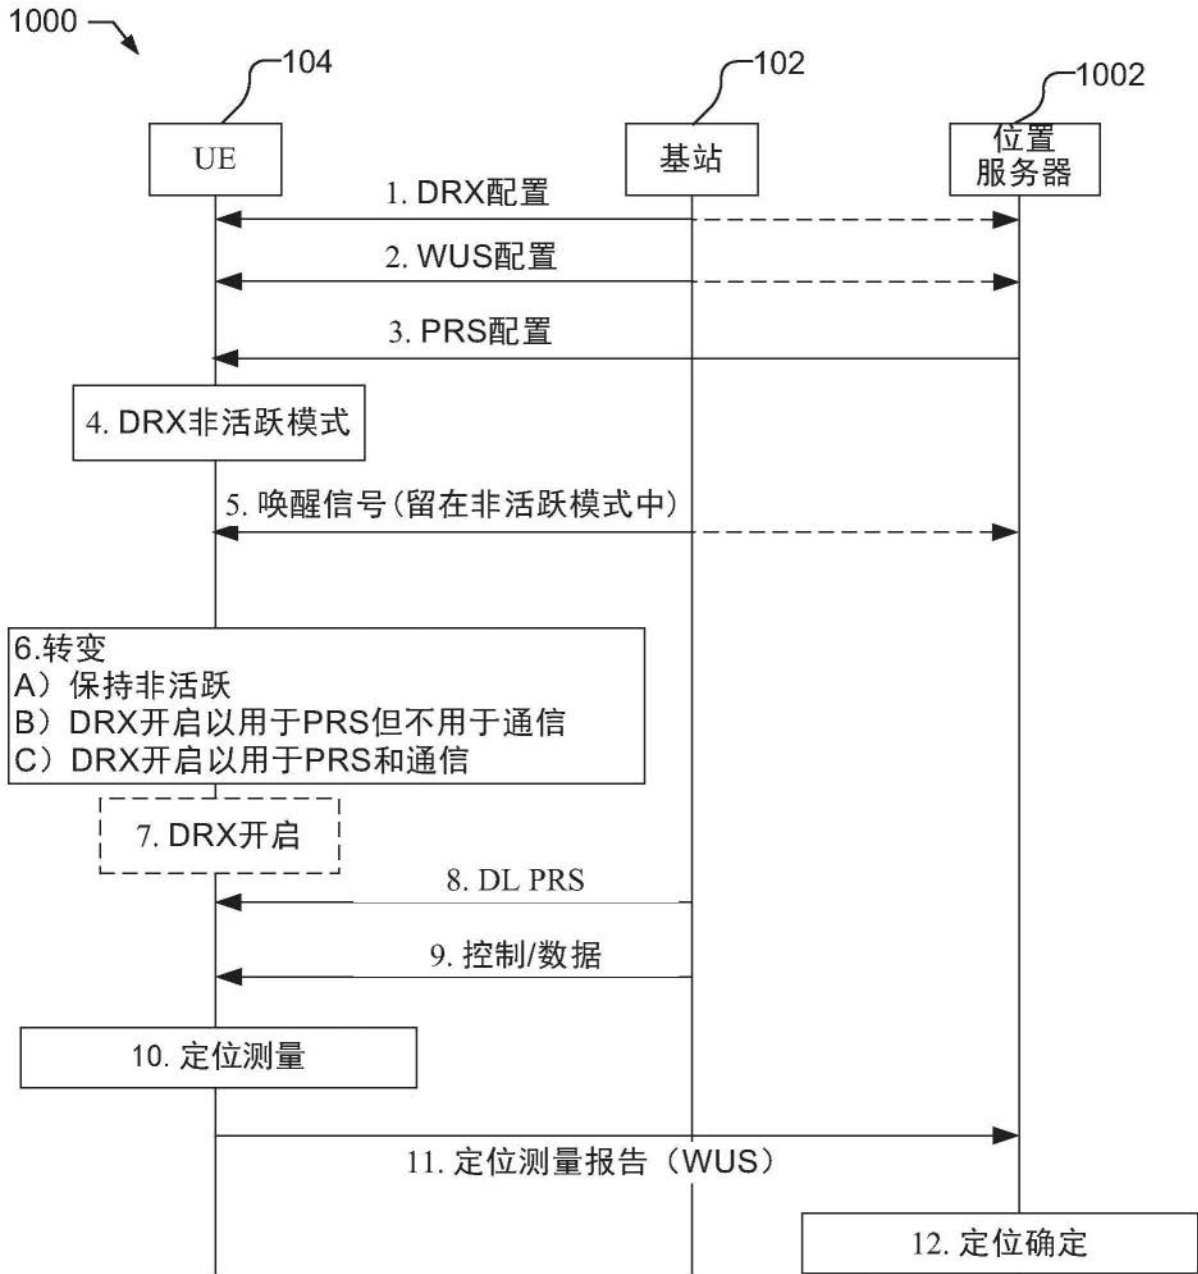 1000
104
102
1002
UE
基站
位置
服务器
1. DRX配置
2. WUS配置
3. PRS配置
4. DRX非活跃模式
5. 唤醒信号(留在非活跃模式中)
6.转变
A）保持非活跃
B）DRX开启以用于PRS但不用于通信
C）DRX开启以用于PRS和通信
7. DRX开启
8. DL PRS
9. 控制/数据
10. 定位测量
11. 定位测量报告（WUS）
12. 定位确定